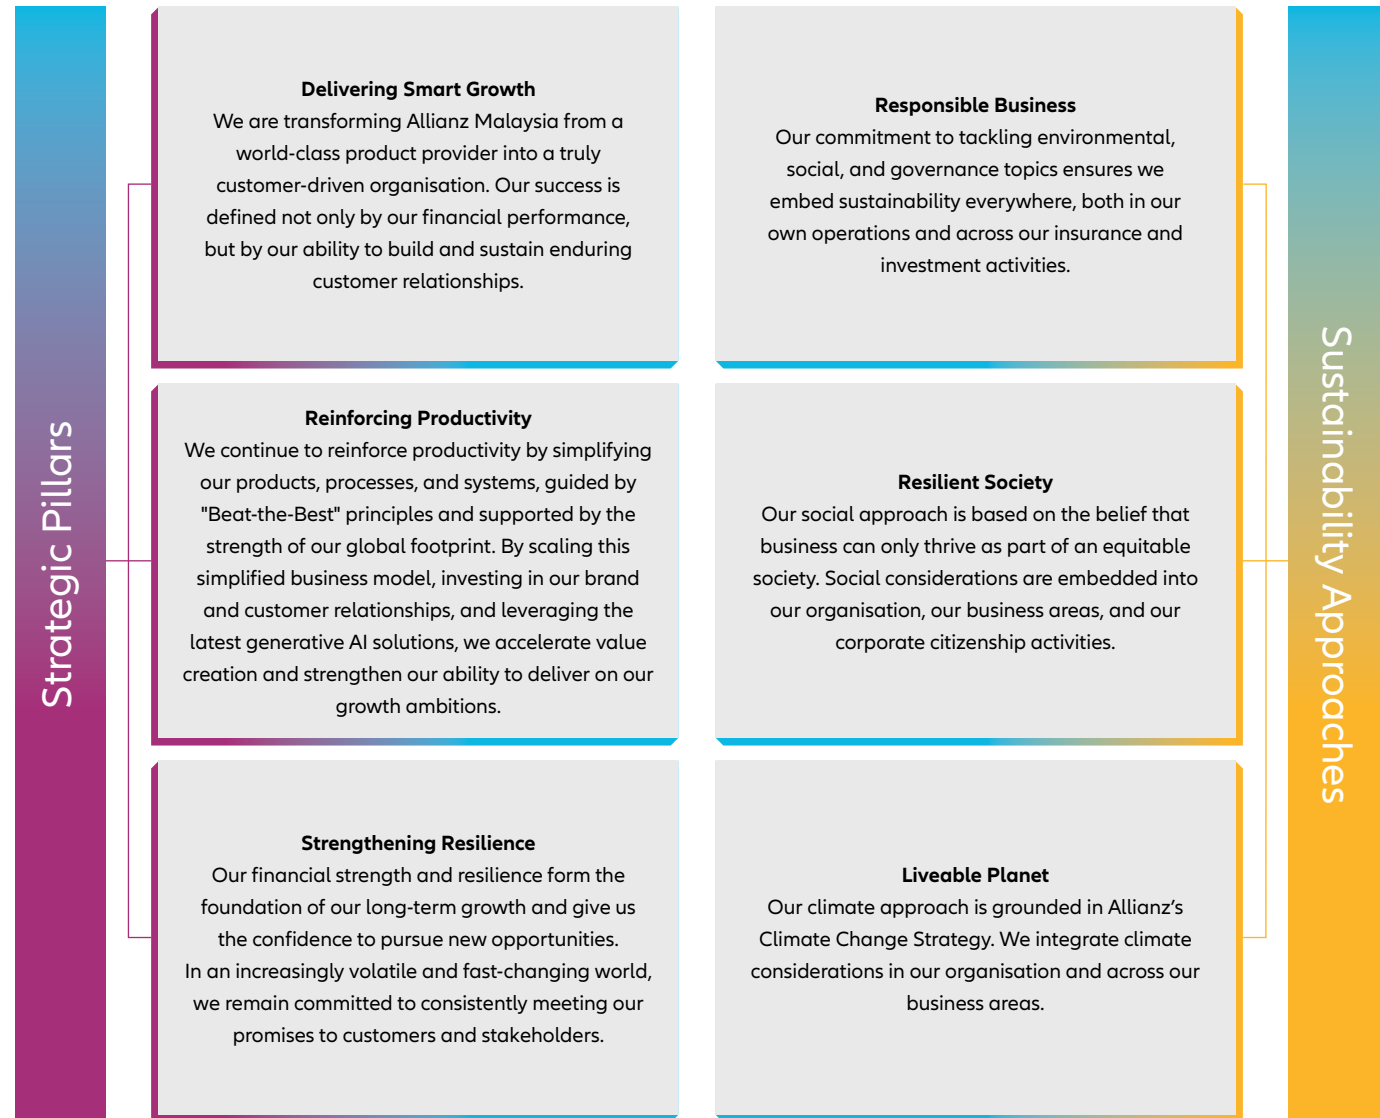 Strategic Pillars
Delivering Smart Growth
We are transforming Allianz Malaysia from a
world-class product provider into a truly
customer-driven organisation. Our success is
defined not only by our financial performance,
but by our ability to build and sustain enduring
customer relationships.
Reinforcing Productivity
We continue to reinforce productivity by simplifying
our products, processes, and systems, guided by
"Beat-the-Best" principles and supported by the
strength of our global footprint. By scaling this
simplified business model, investing in our brand
and customer relationships, and leveraging the
latest generative AI solutions, we accelerate value
creation and strengthen our ability to deliver on our
growth ambitions.
Strengthening Resilience
Our financial strength and resilience form the
foundation of our long-term growth and give us
the confidence to pursue new opportunities.
In an increasingly volatile and fast-changing world,
we remain committed to consistently meeting our
promises to customers and stakeholders.
Responsible Business
Our commitment to tackling environmental,
social, and governance topics ensures we
embed sustainability everywhere, both in our
own operations and across our insurance and
investment activities.
Resilient Society
Our social approach is based on the belief that
business can only thrive as part of an equitable
society. Social considerations are embedded into
our organisation, our business areas, and our
corporate citizenship activities.
Liveable Planet
Our climate approach is grounded in Allianz’s
Climate Change Strategy. We integrate climate
considerations in our organisation and across our
business areas.
Sustainability Approaches